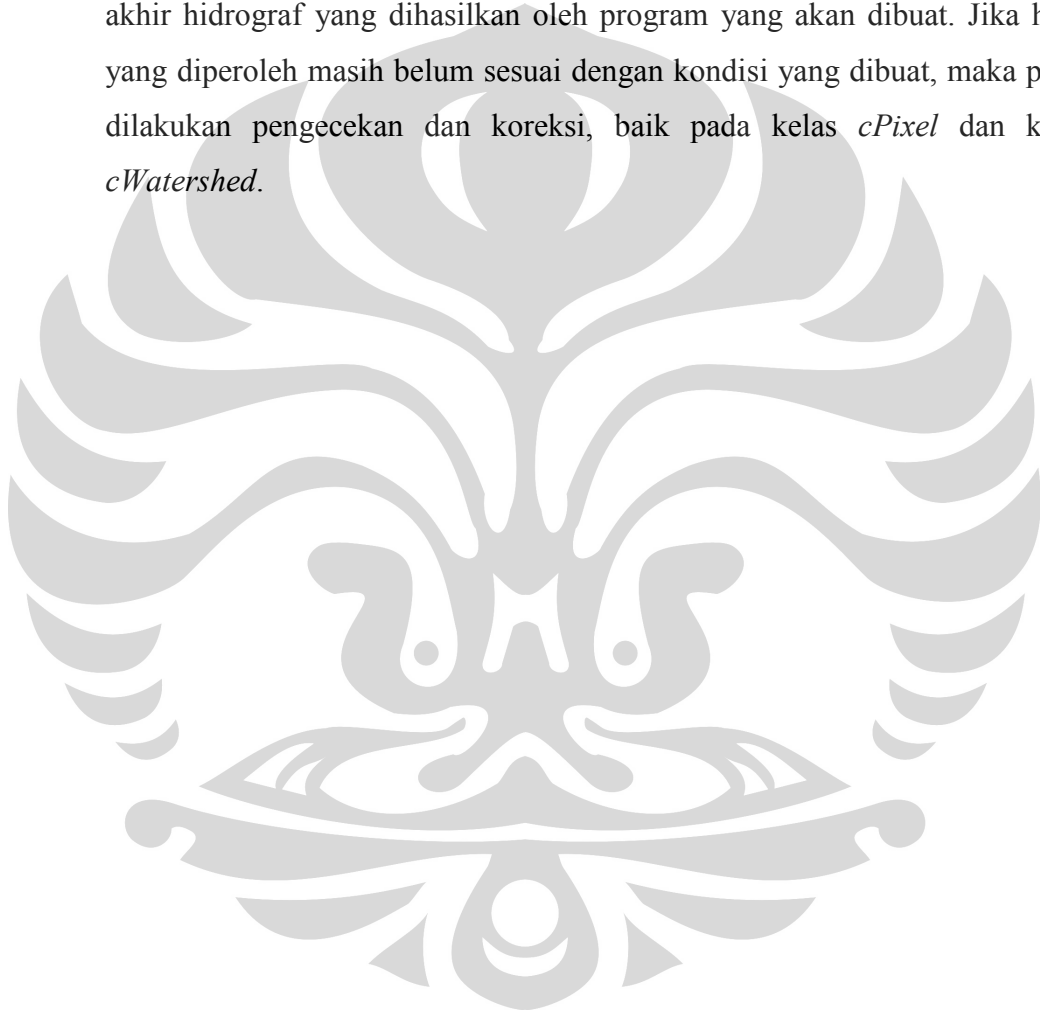 akhir hidrograf yang dihasilkan oleh program yang akan dibuat. Jika
yang diperoleh masih belum sesuai dengan kondisi yang dibuat, maka
dilakukan pengecekan dan koreksi, baik pada kelas cPixel dan
cWatershed.